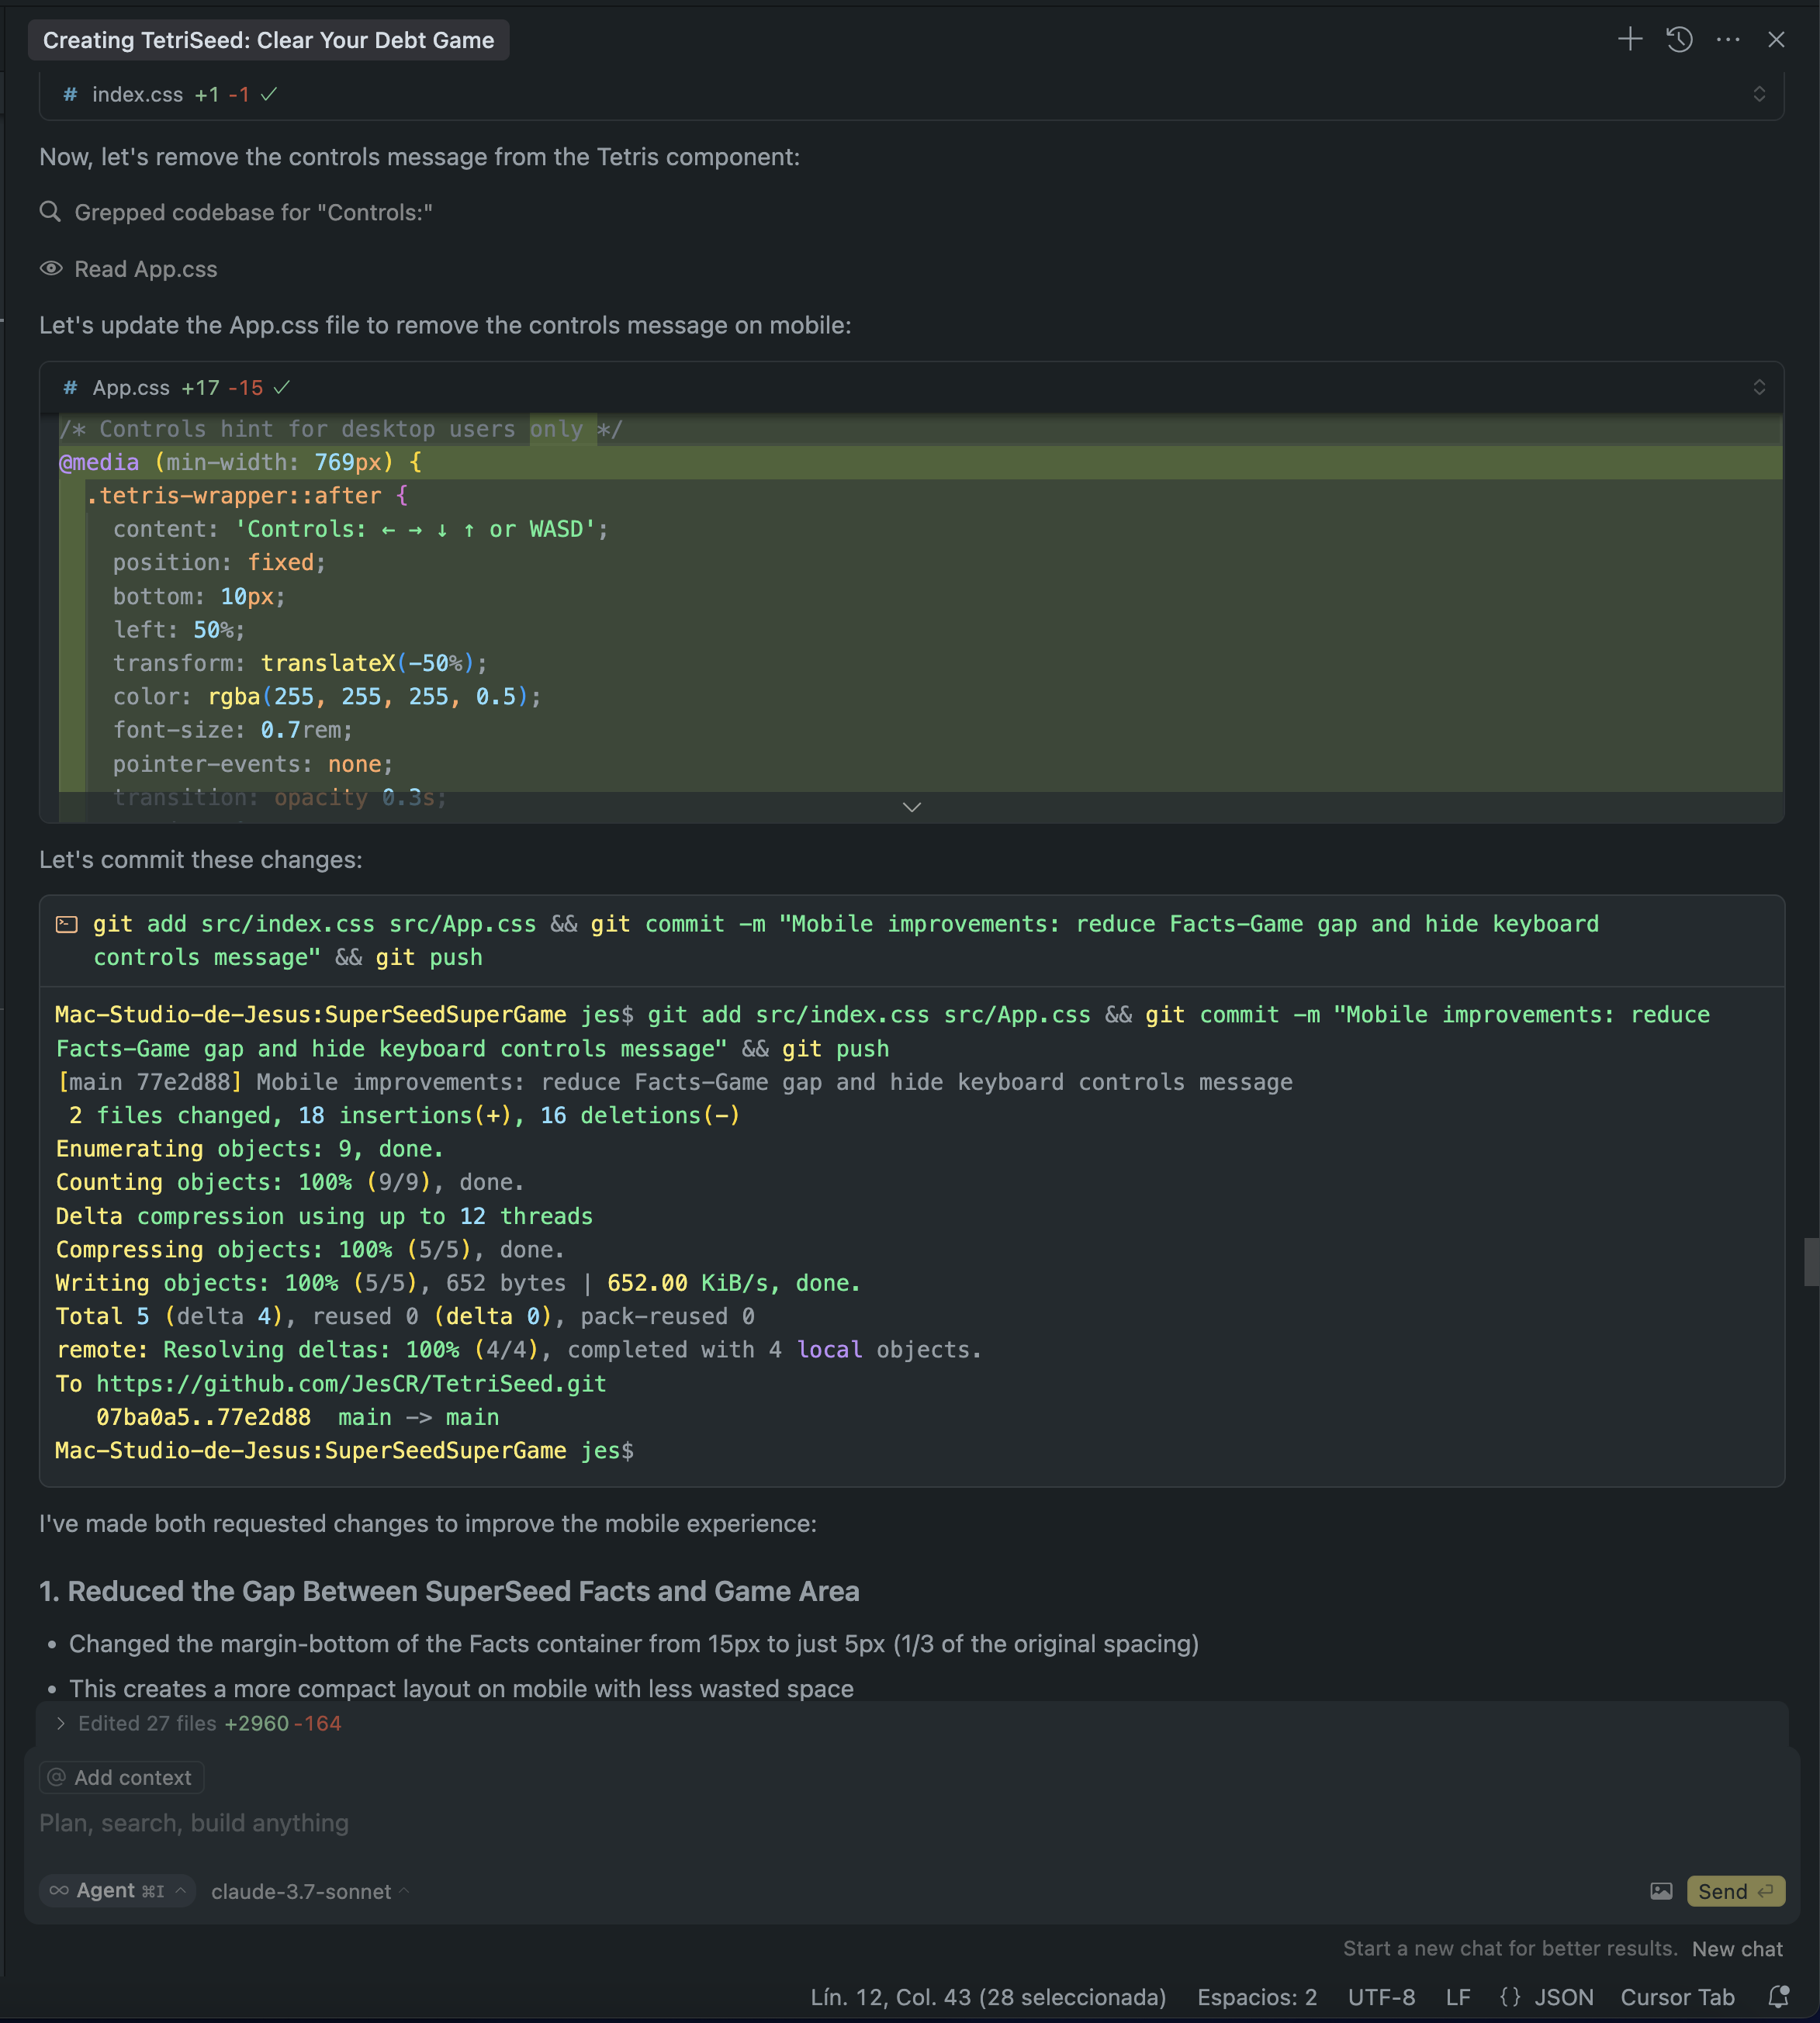 Creating TetriSeed: Clear Your Debt Game
# index.css +1 -1
Now, let's remove the controls message from the Tetris component:
Grepped codebase for "Controls:"
Read App.css
Let's update the App.css file to remove the controls message on mobile:
# App.css +17 -15
/* Controls hint for desktop users only */
@media (min-width: 769px) {
.tetris-wrapper::after {
content: 'Controls: ← → ↓ ↑ or WASD';
position: fixed;
bottom: 10px;
left: 50%;
transform: translateX(-50%);
color: rgba(255, 255, 255, 0.5);
font-size: 0.7rem;
pointer-events: none;
transition: opacity 0.3s;
Let's commit these changes:
git add src/index.css src/App.css && git commit -m "Mobile improvements: reduce Facts-Game gap and hide keyboard
controls message" && git push
Mac-Studio-de-Jesus:SuperSeedSuperGame jes$ git add src/index.css src/App.css && git commit -m "Mobile improvements: reduce
Facts-Game gap and hide keyboard controls message" && git push
[main 77e2d88] Mobile improvements: reduce Facts-Game gap and hide keyboard controls message
2 files changed, 18 insertions(+), 16 deletions(-)
Enumerating objects: 9, done.
Counting objects: 100% (9/9), done.
Delta compression using up to 12 threads
Compressing objects: 100% (5/5), done.
Writing objects: 100% (5/5), 652 bytes | 652.00 KiB/s, done.
Total 5 (delta 4), reused 0 (delta 0), pack-reused 0
remote: Resolving deltas: 100% (4/4), completed with 4 local objects.
To https://github.com/JesCR/TetriSeed.git
07ba0a5..77e2d88 main -> main
Mac-Studio-de-Jesus:SuperSeedSuperGame jes$
I've made both requested changes to improve the mobile experience:
1. Reduced the Gap Between SuperSeed Facts and Game Area
• Changed the margin-bottom of the Facts container from 15px to just 5px (1/3 of the original spacing)
• This creates a more compact layout on mobile with less wasted space
Edited 27 files +2960 -164
@ Add context
Plan, search, build anything
Agent ⌘I claude-3.7-sonnet
Send
Start a new chat for better results. New chat
Lín. 12, Col. 43 (28 seleccionada) Espacios: 2 UTF-8 LF {} JSON Cursor Tab